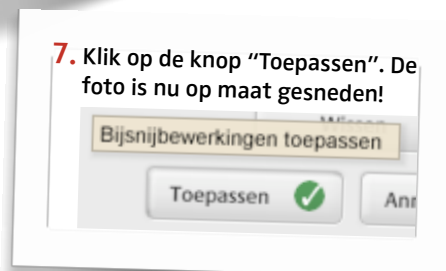 7. Klik op de knop “Toepassen”. De
foto is nu op maat gesneden!
Bijsnijbewerkingen toepassen
Toepassen